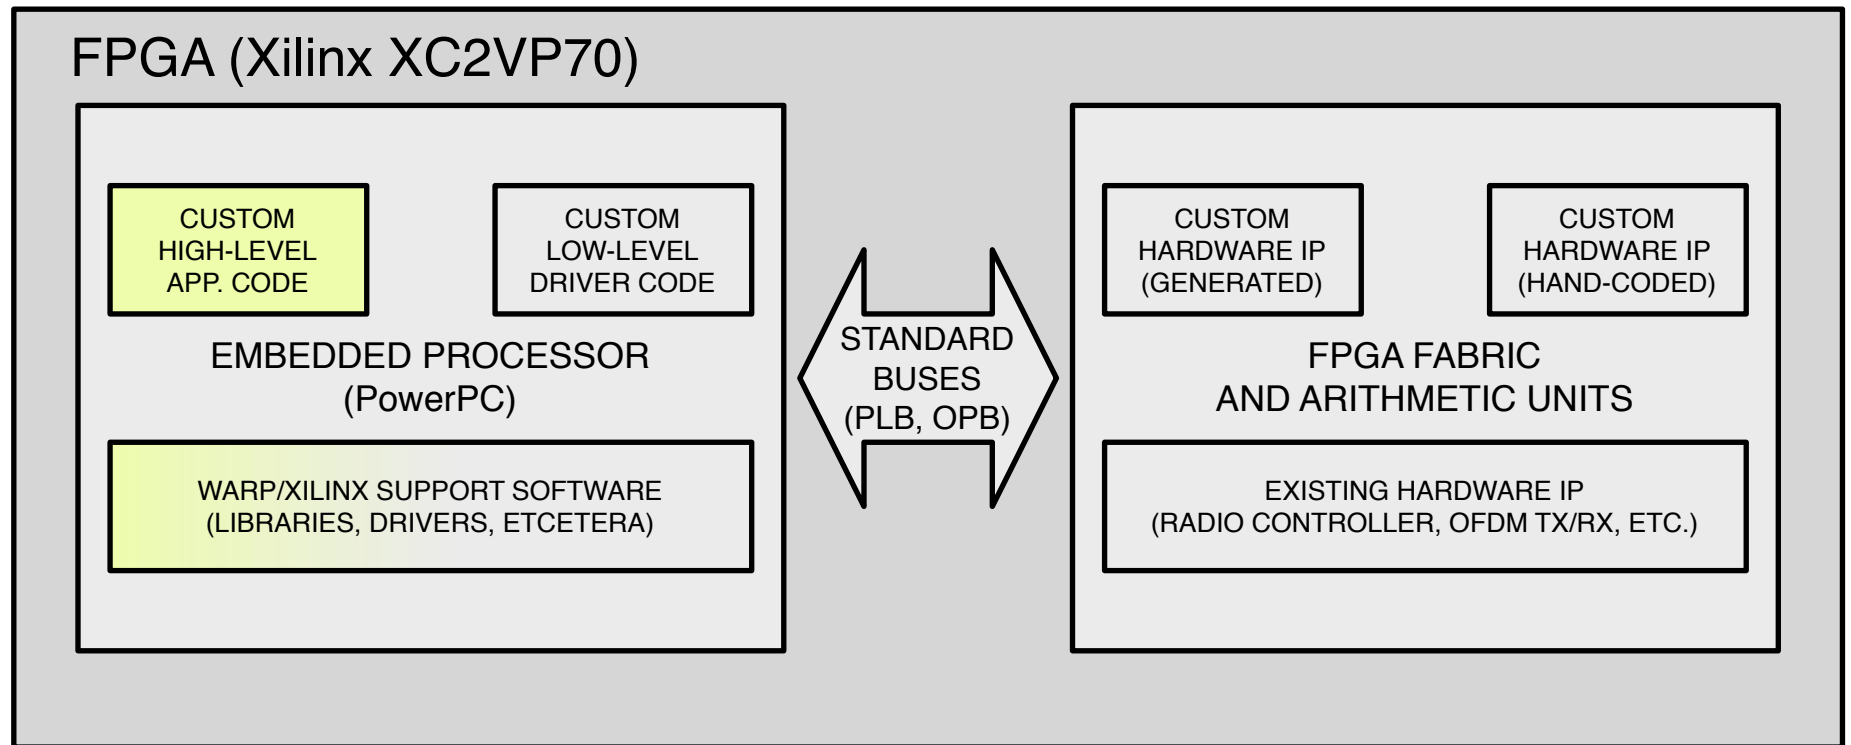 FPGA (Xilinx XC2VP70)
CUSTOM
HIGH-LEVEL
APP. CODE
CUSTOM
LOW-LEVEL
DRIVER CODE
EMBEDDED PROCESSOR
(PowerPC)
WARP/XILINX SUPPORT SOFTWARE
(LIBRARIES, DRIVERS, ETCETERA)
STANDARD
BUSES
(PLB, OPB)
CUSTOM
HARDWARE IP
(GENERATED)
CUSTOM
HARDWARE IP
(HAND-CODED)
FPGA FABRIC
AND ARITHMETIC UNITS
EXISTING HARDWARE IP
(RADIO CONTROLLER, OFDM TX/RX, ETC.)